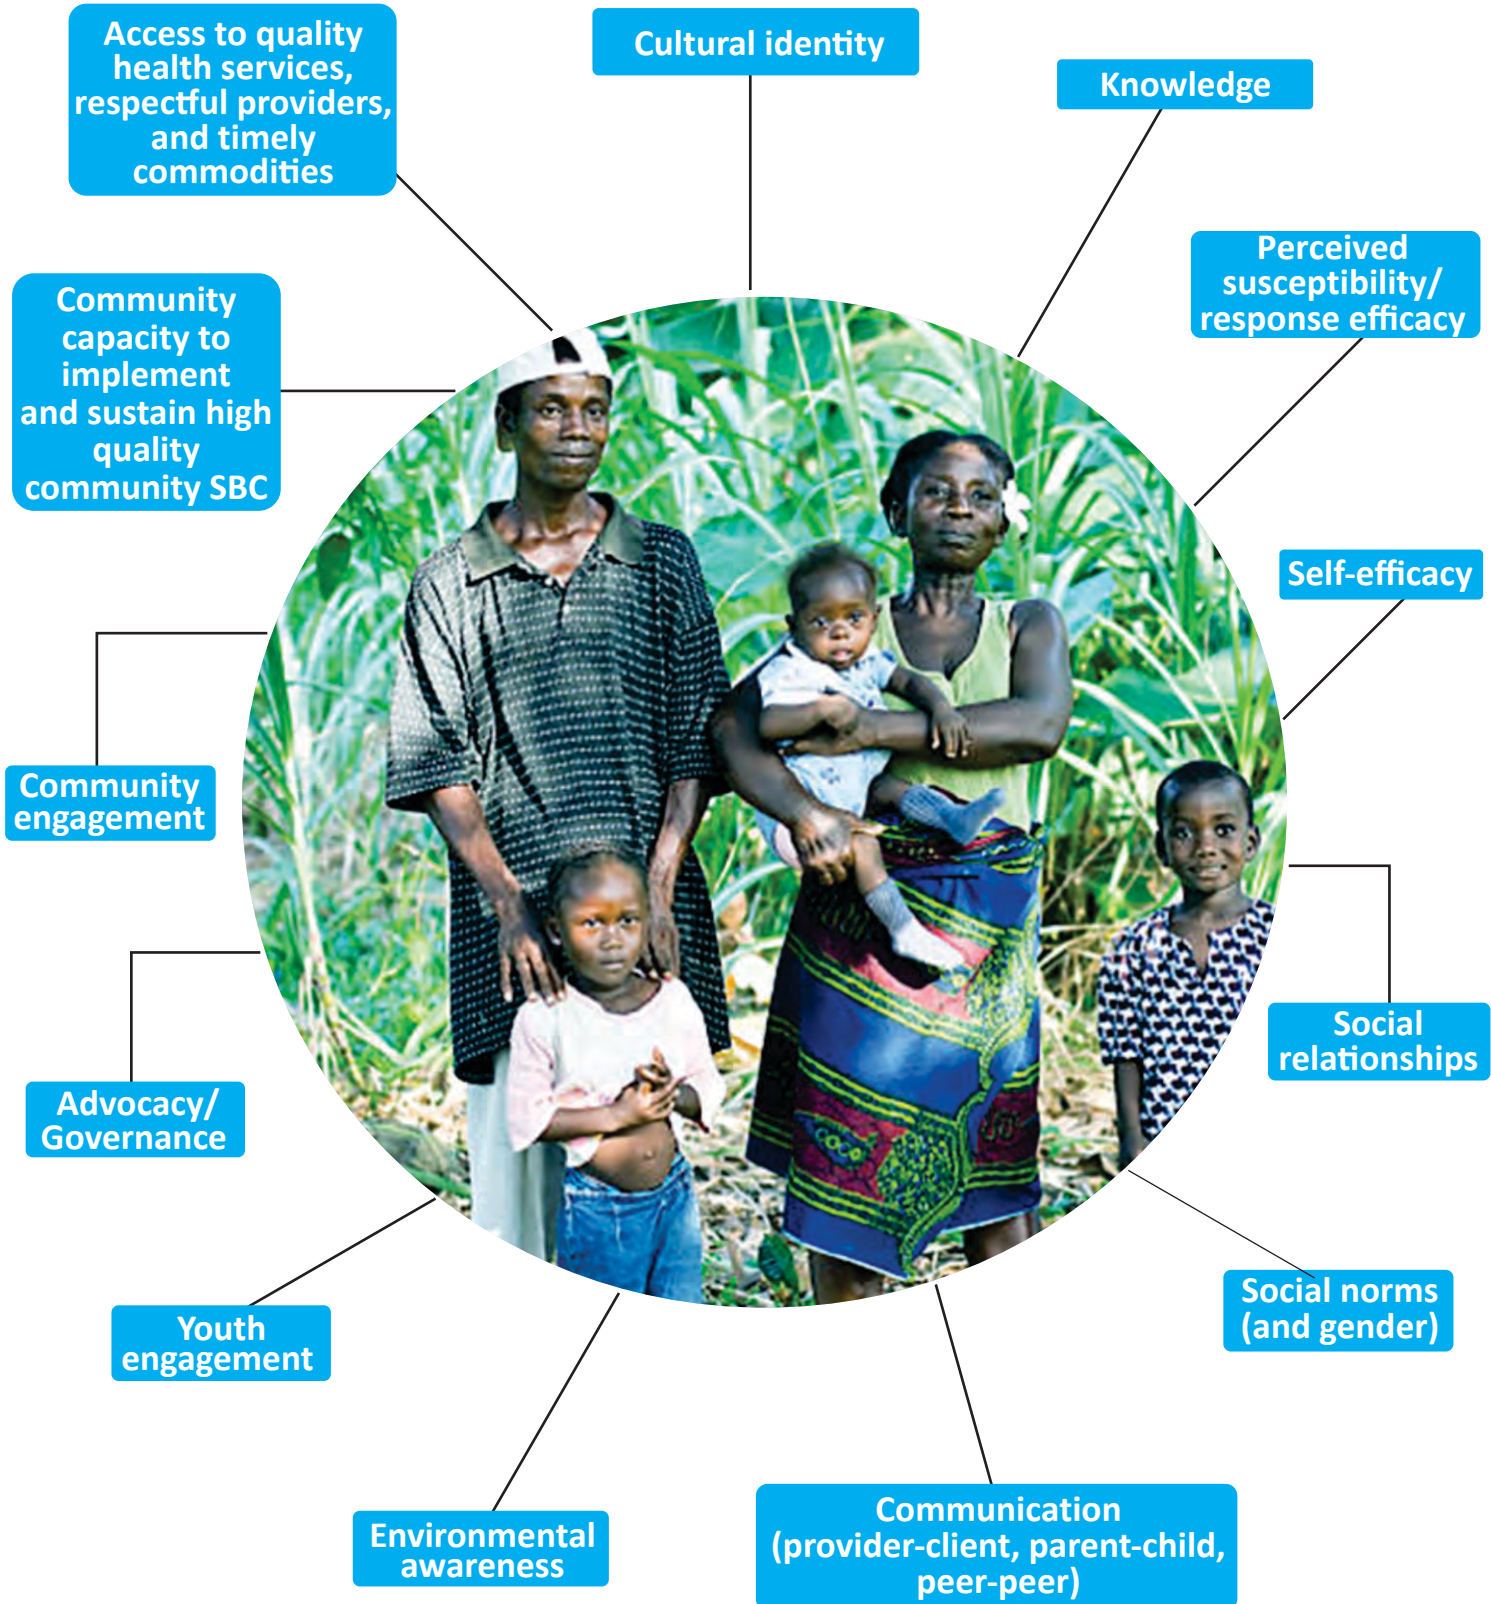 Access to quality
health services,
respectful providers,
and timely
commodities
Cultural identity
Knowledge
Perceived
susceptibility/
response efficacy
Community
capacity to
implement
and sustain high
quality
community SBC
Self-efficacy
Community
engagement
Social
relationships
Advocacy/
Governance
Social norms
(and gender)
Youth
engagement
Environmental
awareness
Communication
(provider-client, parent-child,
peer-peer)
COCO